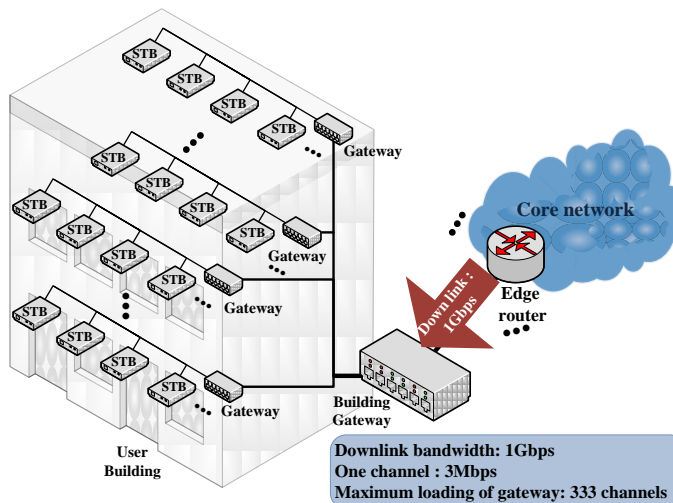 STB
STB
STB
STB
Gateway
STB
STB
STB
STB
Gateway
STB
STB
STB
STB
Gateway
STB
STB
STB
STB
Gateway
Core network
Edge
router
Down link :
1Gbps
Building
Gateway
User
Building
Downlink bandwidth: 1Gbps
One channel : 3Mbps
Maximum loading of gateway: 333 channels